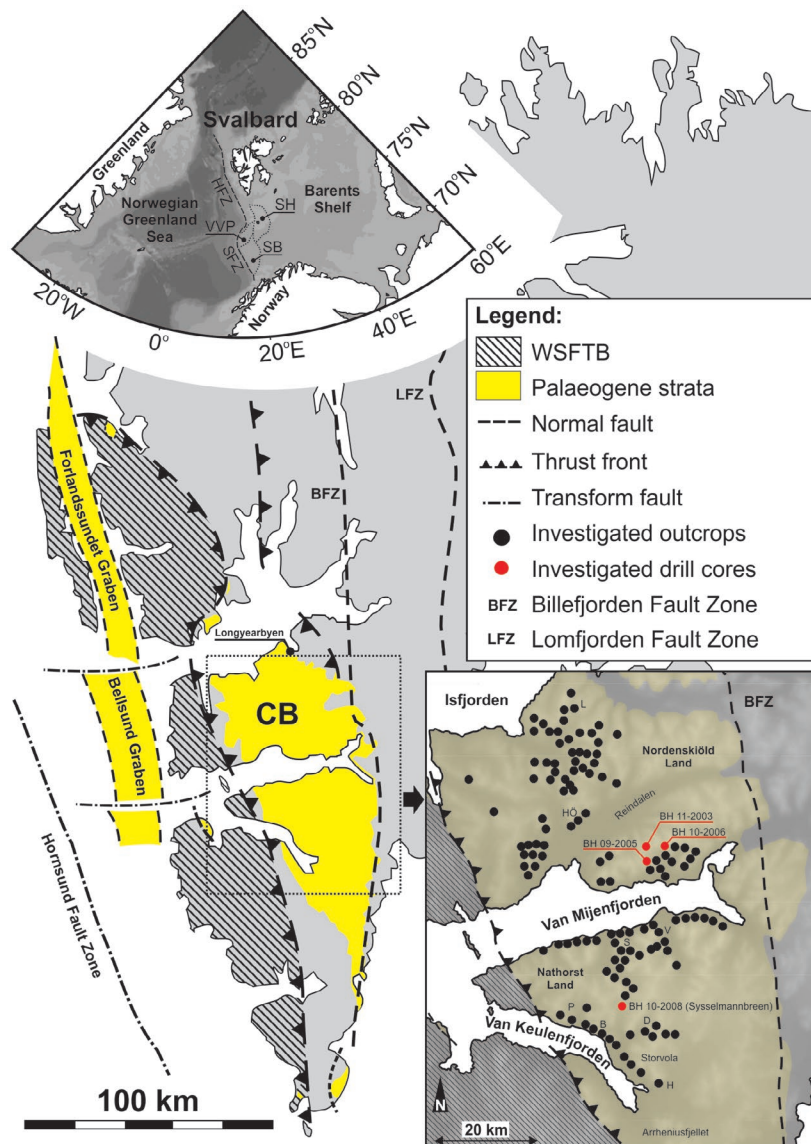 85°N
80°N
75°N
70°N
60°E
40°E
20°E
0°
20°W
Greenland
Svalbard
HFZ
Norwegian
Greenland
Sea
Barents
Shelf
SH
VVP
SB
SFZ
Norway
Legend:
WSFTB
Palaeogene strata
Normal fault
Thrust front
Transform fault
Investigated outcrops
Investigated drill cores
BFZ Billefjorden Fault Zone
LFZ Lomfjorden Fault Zone
LFZ
BFZ
Forlandssundet Graben
Longyearbyen
CB
Bellsund Graben
Hornsund Fault Zone
100 km
Isfjorden
BFZ
L
Nordenskiöld
Land
Reindalen
HÖ
BH 11-2003
BH 10-2006
BH 09-2005
Van Mijenfjorden
V
S
Nathorst
Land
BH 10-2008 (Sysselmannbreen)
P
B
D
Van Keulenfjorden
Storvola
H
N
20 km
Arrheniusfjellet